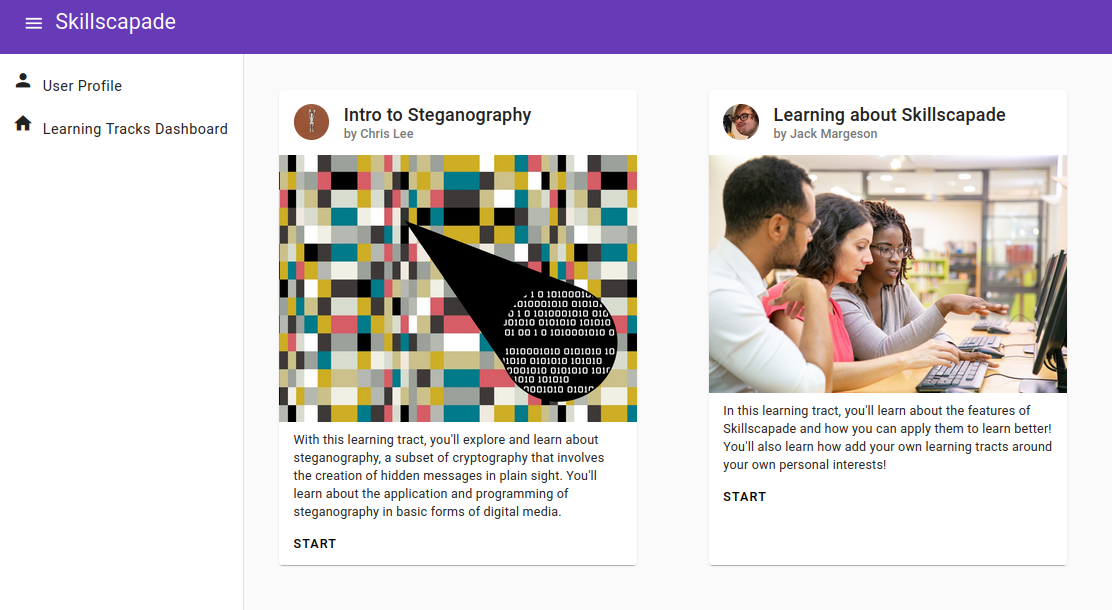 Skillscapade
User Profile
Learning Tracks Dashboard
Intro to Steganography
by Chris Lee
With this learning tract, you'll explore and learn about
steganography, a subset of cryptography that involves
the creation of hidden messages in plain sight. You'll
learn about the application and programming of
steganography in basic forms of digital media.
START
Learning about Skillscapade
by Jack Margeson
In this learning tract, you'll learn about the features of
Skillscapade and how you can apply them to learn better!
You'll also learn how add your own learning tracts around
your own personal interests!
START